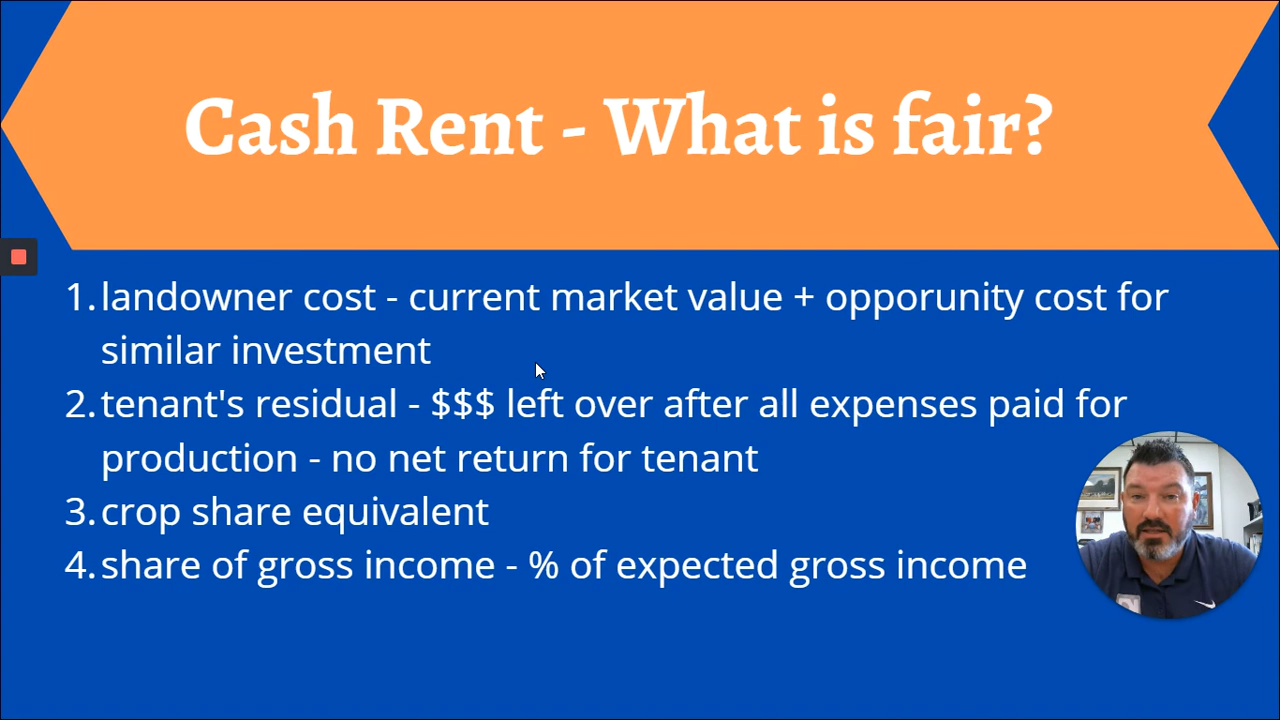 Cash Rent - What is fair?
1. landowner cost - current market value + opporunity cost for
similar investment
2. tenant's residual - $$$ left over after all expenses paid for
production - no net return for tenant
3. crop share equivalent
4. share of gross income - % of expected gross income